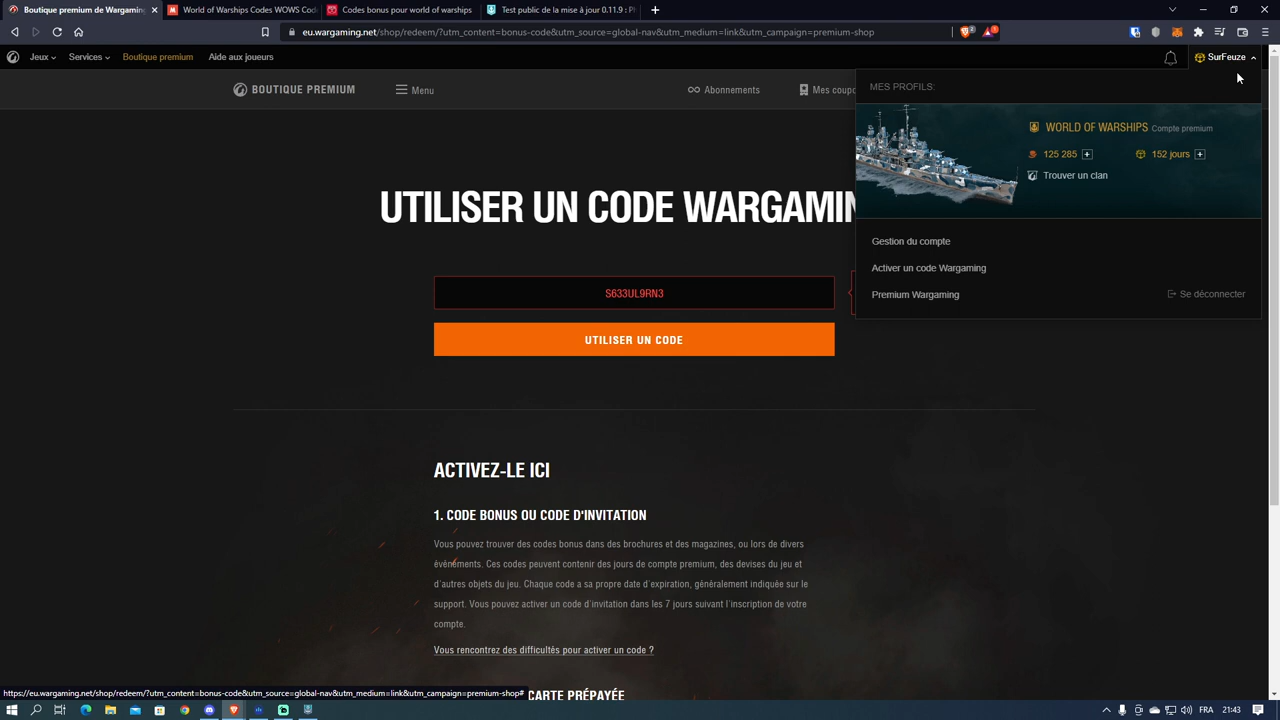 Boutique premium de Wargaming
World of Warships Codes WOWS Cod
Codes bonus pour world of warships
Test public de la mise à jour 0.11.9 : P
eu.wargaming.net/shop/redeem/?utm_content=bonus-code&utm_source=global-nav&utm_medium=link&utm_campaign=premium-shop
2
1
Jeux
Services
Boutique premium
Aide aux joueurs
SurFeuze
BOUTIQUE PREMIUM
Menu
Abonnements
Mes coupo
MES PROFILS:
WORLD OF WARSHIPS Compte premium
125 285
152 jours
Trouver un clan
Gestion du compte
Activer un code Wargaming
Premium Wargaming
Se déconnecter
UTILISER UN CODE WARGAMIN
S633UL9RN3
UTILISER UN CODE
ACTIVEZ-LE ICI
1. CODE BONUS OU CODE D'INVITATION
Vous pouvez trouver des codes bonus dans des brochures et des magazines, ou lors de divers
événements. Ces codes peuvent contenir des jours de compte premium, des devises du jeu et
d'autres objets du jeu. Chaque code a sa propre date d'expiration, généralement indiquée sur le
support. Vous pouvez activer un code d'invitation dans les 7 jours suivant l'inscription de votre
compte.
Vous rencontrez des difficultés pour activer un code ?
CARTE PRÉPAYÉE
https://eu.wargaming.net/shop/redeem/?utm_content=bonus-code&utm_source=global-nav&utm_medium=link&utm_campaign=premium-shop#
FRA
21:43